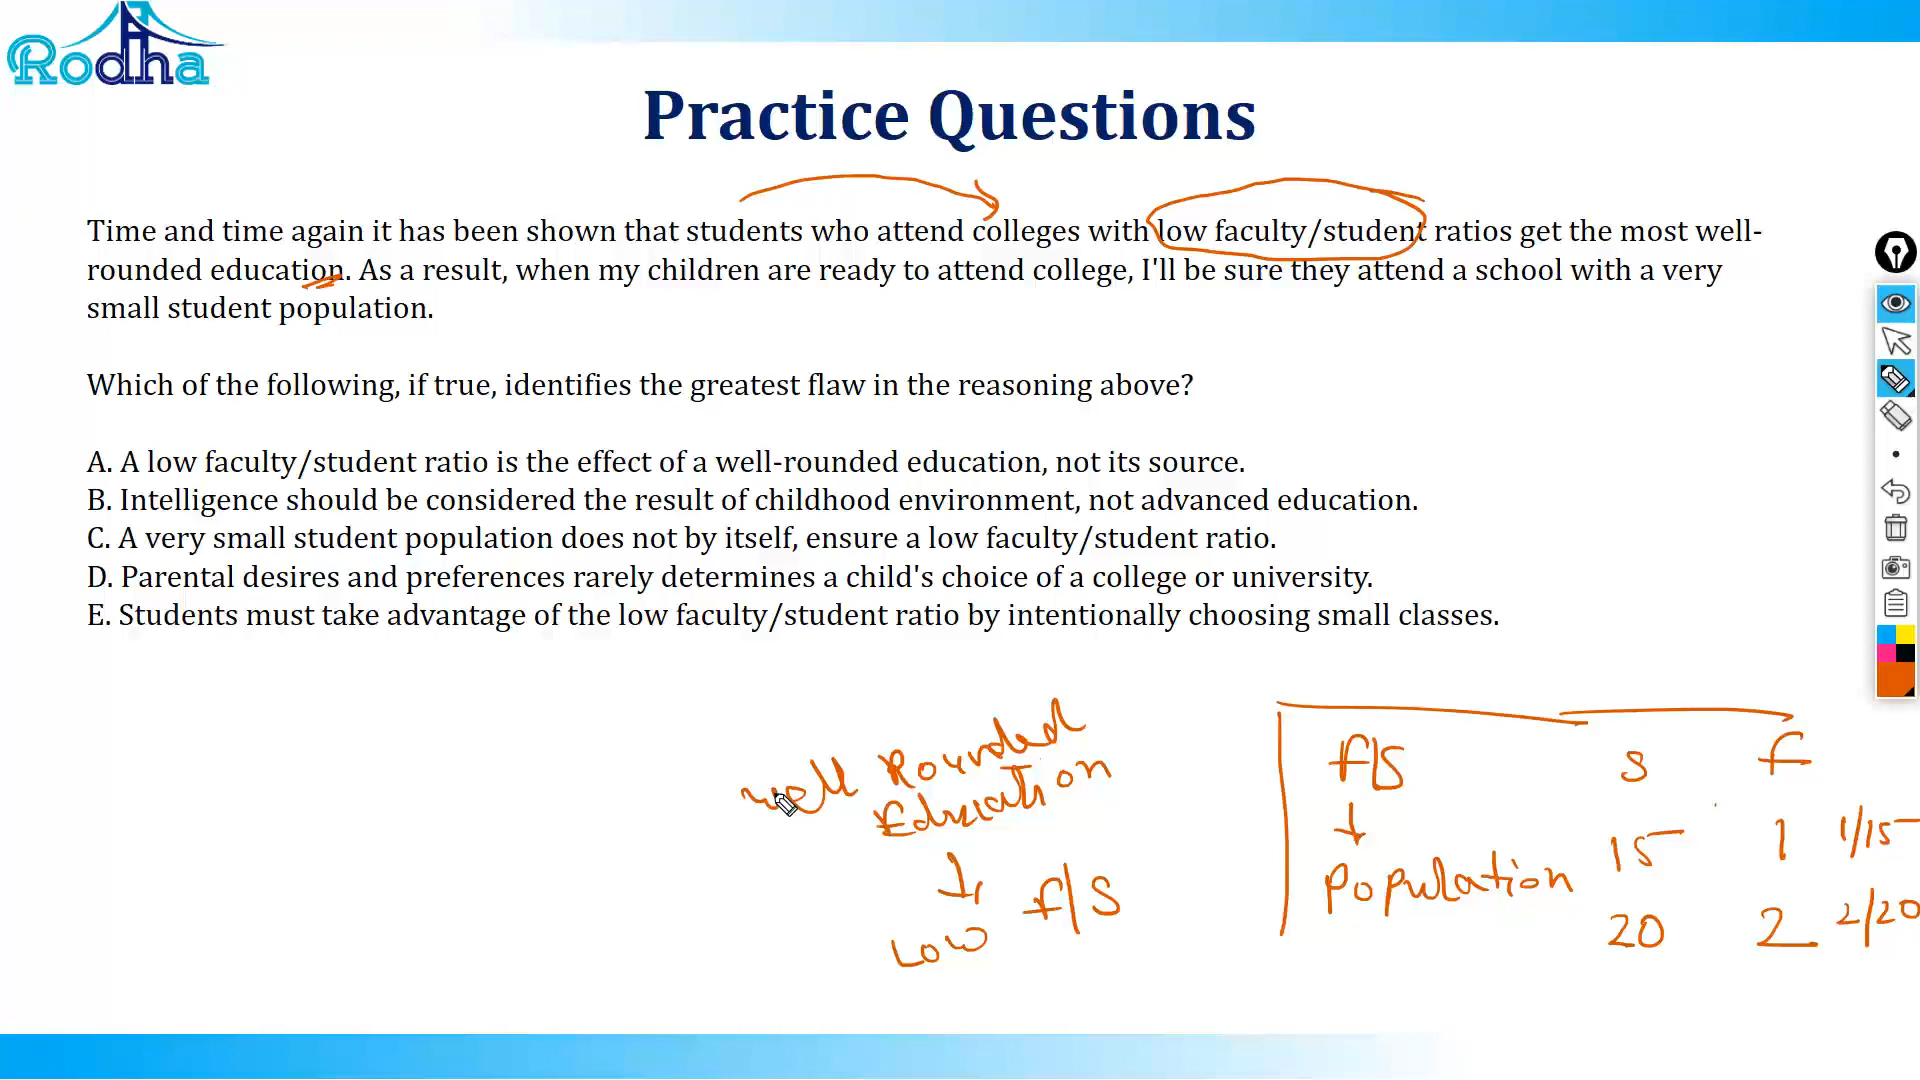 Rodha
Practice Questions
Time and time again it has been shown that students who attend colleges with low faculty/student ratios get the most well-
rounded education. As a result, when my children are ready to attend college, I'll be sure they attend a school with a very
small student population.
Which of the following, if true, identifies the greatest flaw in the reasoning above?
A. A low faculty/student ratio is the effect of a well-rounded education, not its source.
B. Intelligence should be considered the result of childhood environment, not advanced education.
C. A very small student population does not by itself, ensure a low faculty/student ratio.
D. Parental desires and preferences rarely determines a child's choice of a college or university.
E. Students must take advantage of the low faculty/student ratio by intentionally choosing small classes.
well Rounded
Education
Low f/s
f/s s f
15 1 1/15
Population
20 2 2/20